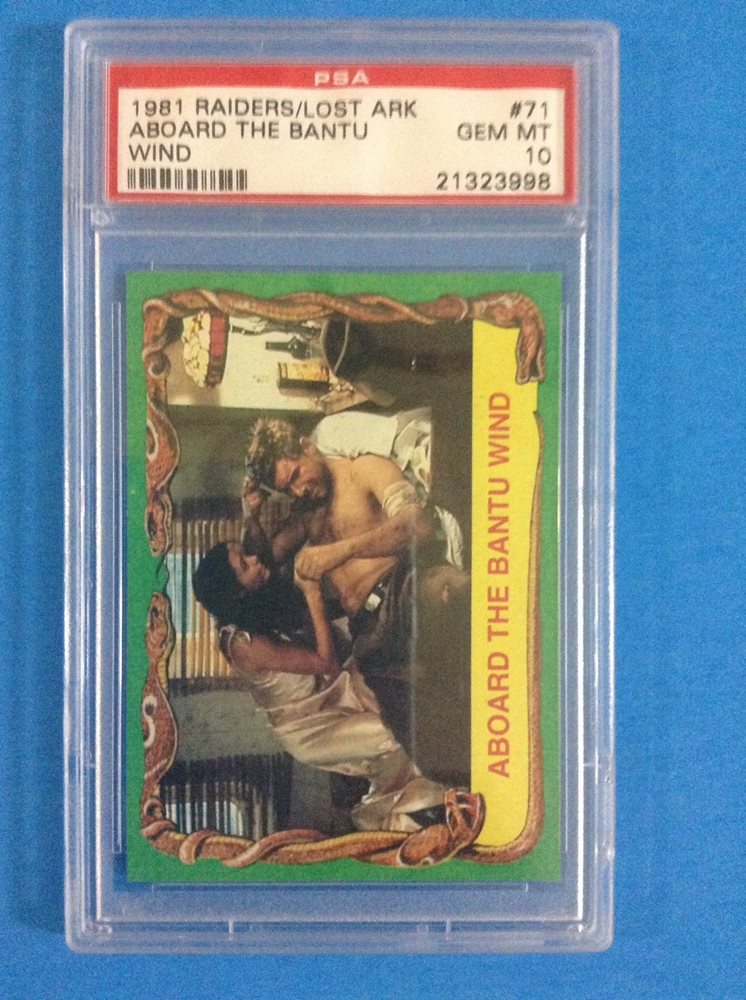 PSA
1981 RAIDERS/LOST ARK #71
ABOARD THE BANTU GEM MT
WIND 10
21323998
ABOARD THE BANTU WIND